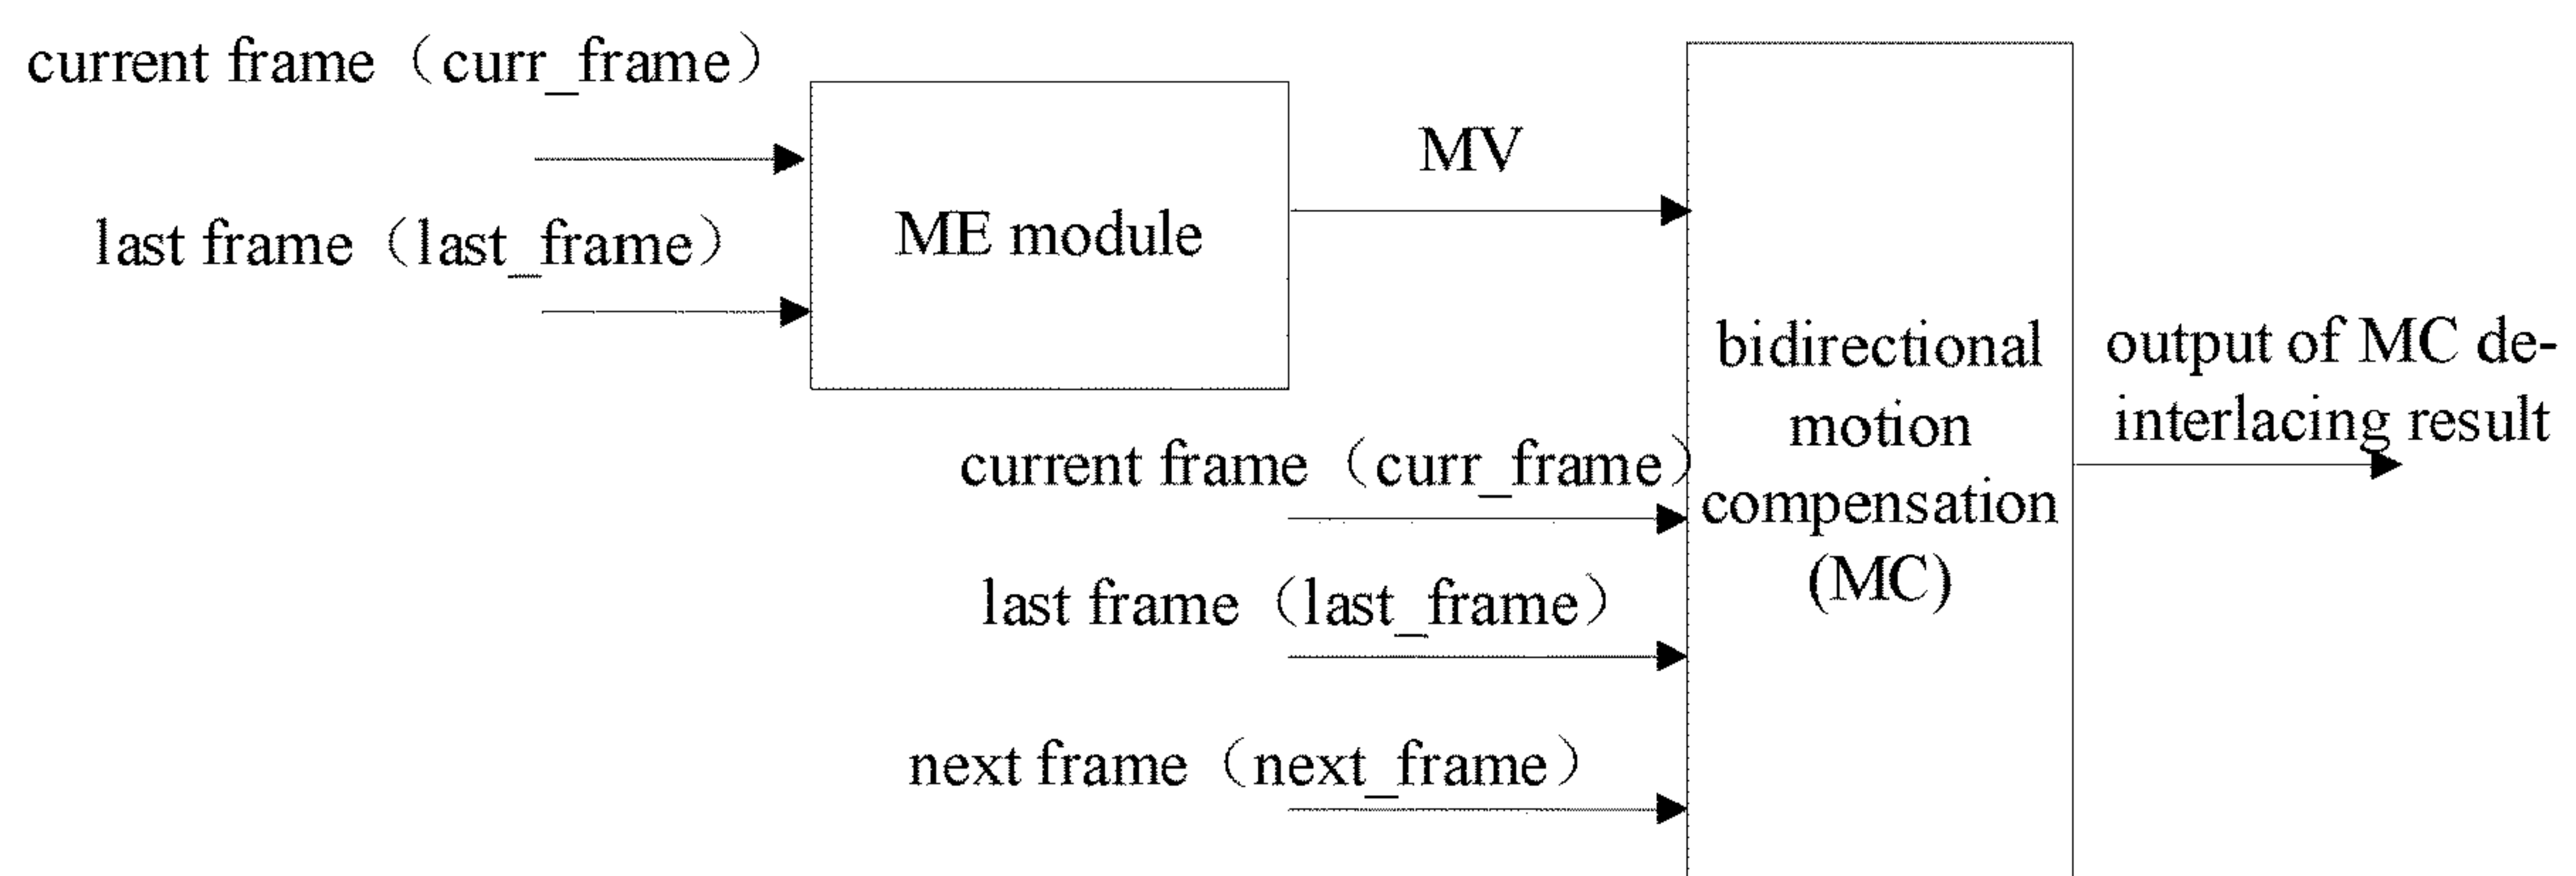 current frame（curr_frame）
last frame（last_frame）
ME module
MV
current frame（curr_frame）
last frame（last_frame）
next frame（next_frame）
bidirectional
motion
compensation
(MC)
output of MC de-
interlacing result